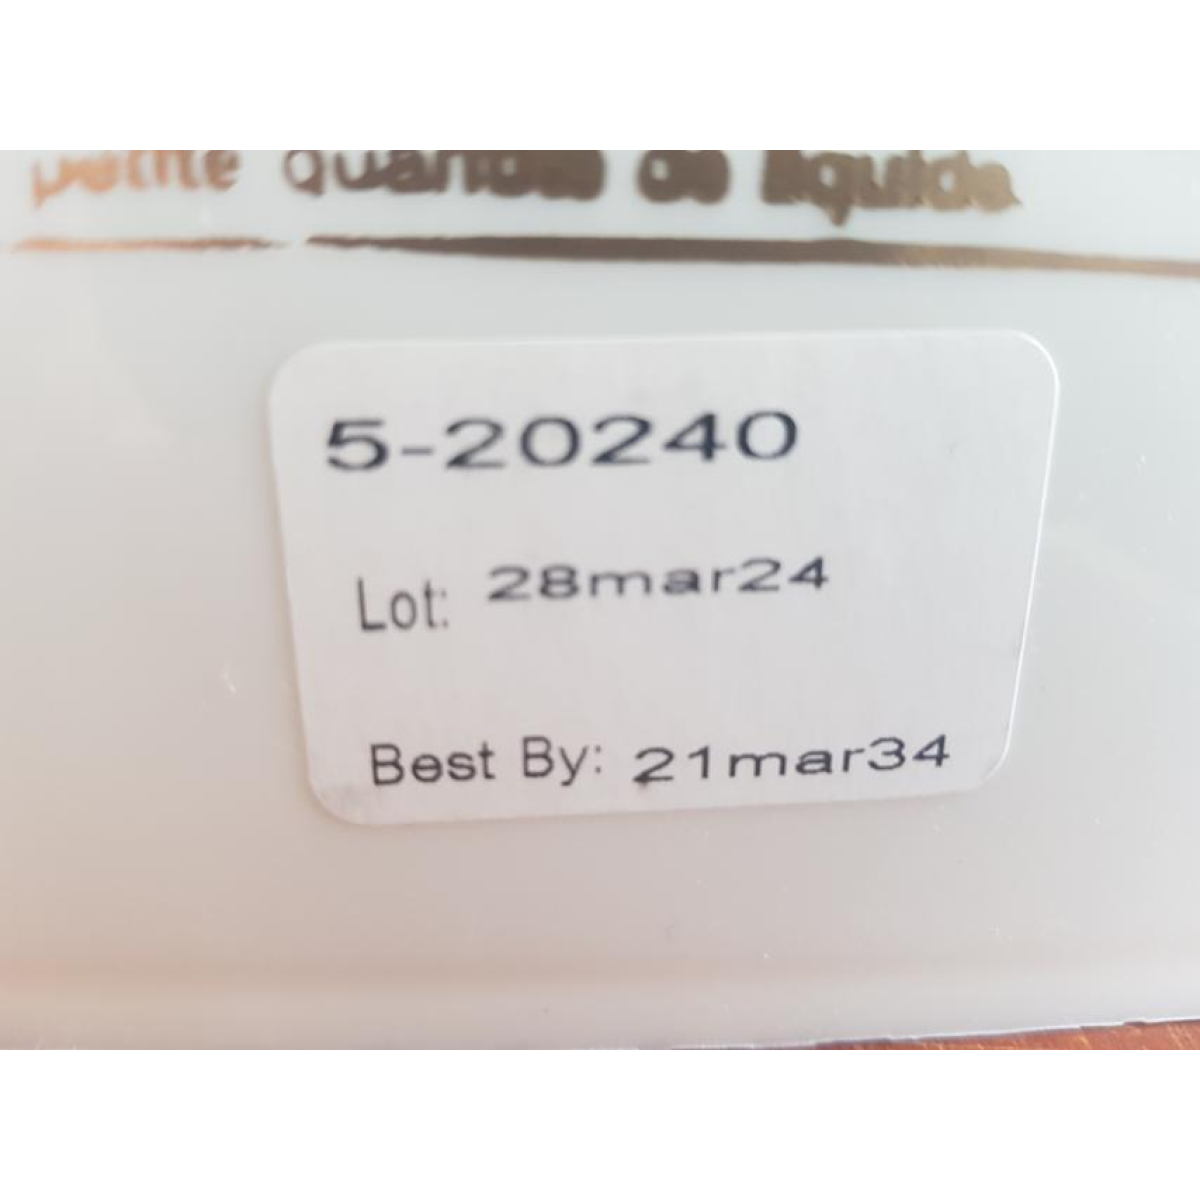 petite quantité de liquide
5-20240
Lot: 28mar24
Best By: 21mar34